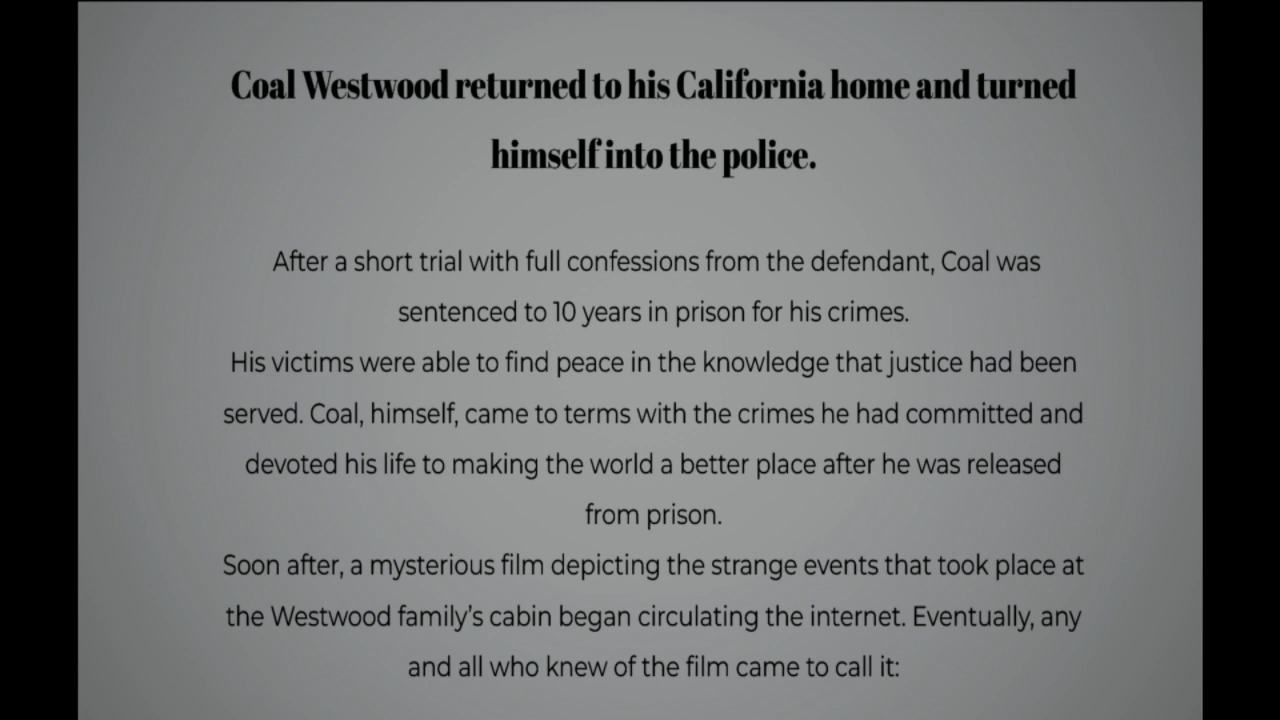 Coal Westwood returned to his California home and turned
himself into the police.
After a short trial with full confessions from the defendant, Coal was
sentenced to 10 years in prison for his crimes.
His victims were able to find peace in the knowledge that justice had been
served. Coal, himself, came to terms with the crimes he had committed and
devoted his life to making the world a better place after he was released
from prison.
Soon after, a mysterious film depicting the strange events that took place at
the Westwood family's cabin began circulating the internet. Eventually, any
and all who knew of the film came to call it: